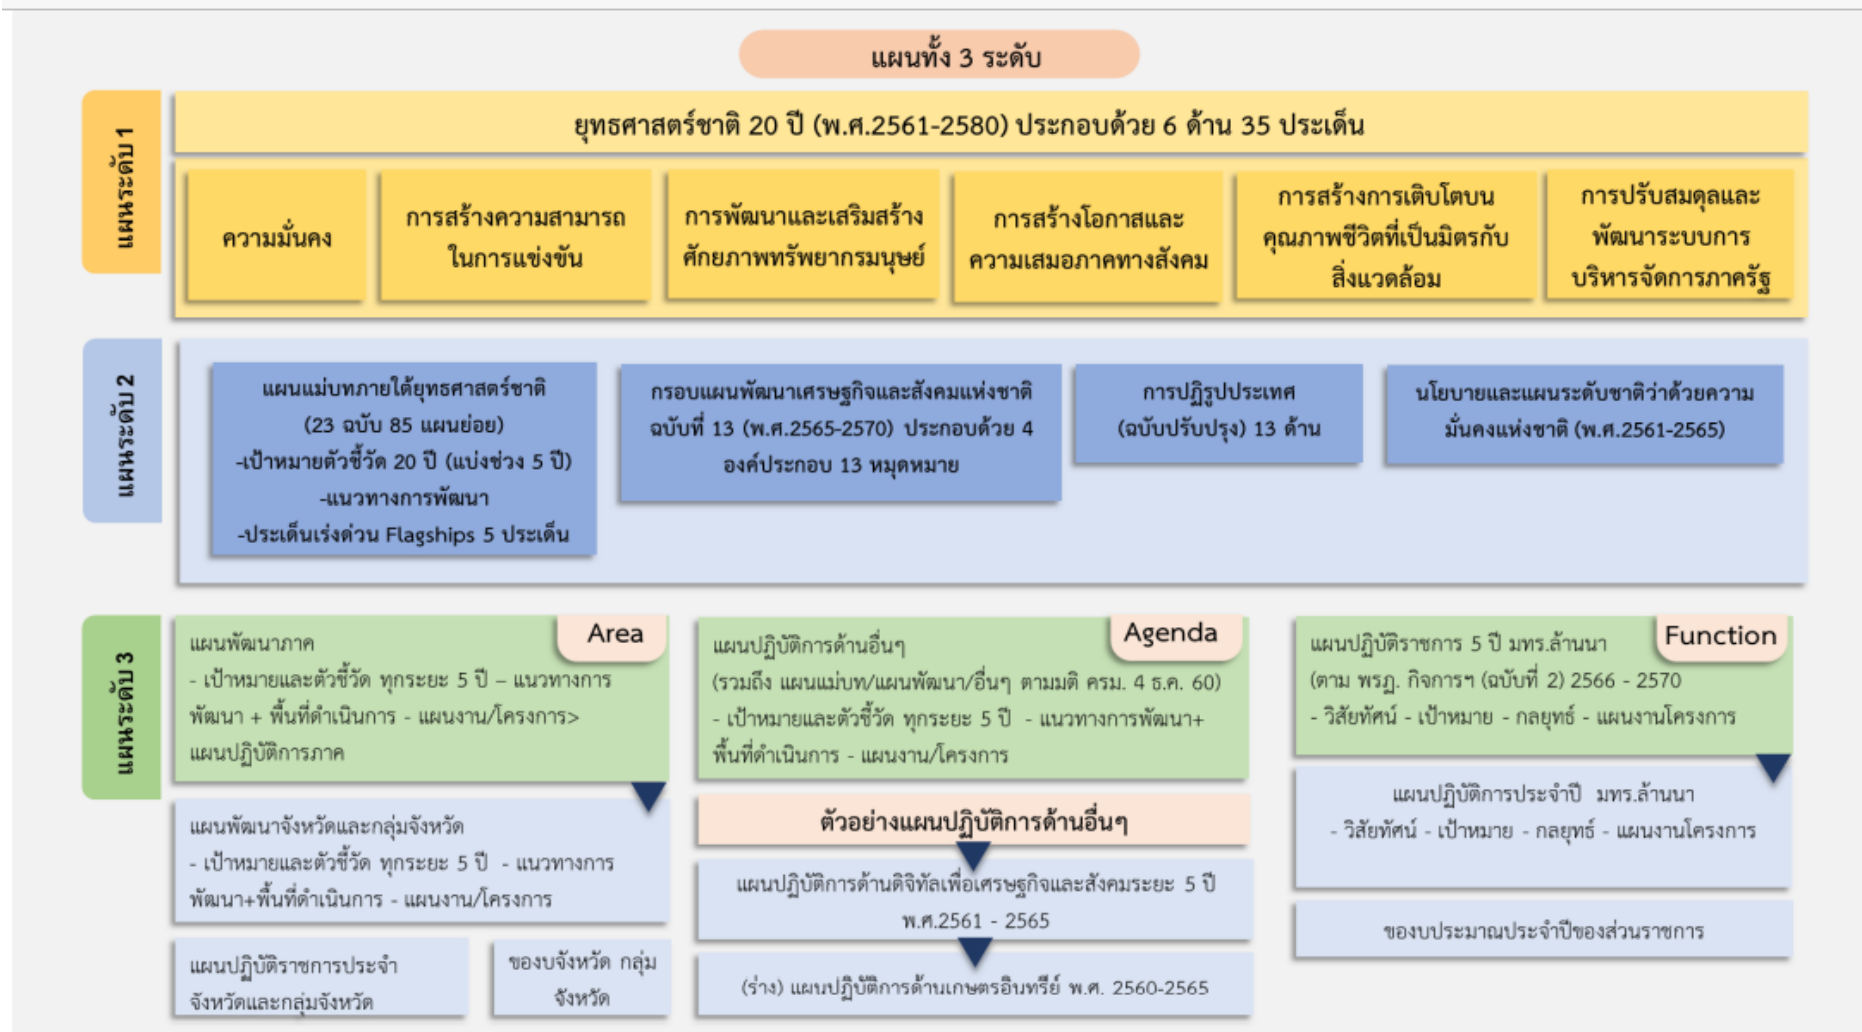 แผนทั้ง 3 ระดับ
แผนระดับ 1
ยุทธศาสตร์ชาติ 20 ปี (พ.ศ.2561-2580) ประกอบด้วย 6 ด้าน 35 ประเด็น
ความมั่นคง
การสร้างความสามารถ
ในการแข่งขัน
การพัฒนาและเสริมสร้าง
ศักยภาพทรัพยากรมนุษย์
การสร้างโอกาสและ
ความเสมอภาคทางสังคม
การสร้างการเติบโตบน
คุณภาพชีวิตที่เป็นมิตรกับ
สิ่งแวดล้อม
การปรับสมดุลและ
พัฒนาระบบการ
บริหารจัดการภาครัฐ
แผนระดับ 2
แผนแม่บทภายใต้ยุทธศาสตร์ชาติ
(23 ฉบับ 85 แผนย่อย)
-เป้าหมายตัวชี้วัด 20 ปี (แบ่งช่วง 5 ปี)
-แนวทางการพัฒนา
-ประเด็นเร่งด่วน Flagships 5 ประเด็น
กรอบแผนพัฒนาเศรษฐกิจและสังคมแห่งชาติ
ฉบับที่ 13 (พ.ศ.2565-2570) ประกอบด้วย 4
องค์ประกอบ 13 หมุดหมาย
การปฏิรูปประเทศ
(ฉบับปรับปรุง) 13 ด้าน
นโยบายและแผนระดับชาติว่าด้วยความ
มั่นคงแห่งชาติ (พ.ศ.2561-2565)
แผนระดับ 3
Area
แผนพัฒนาภาค
- เป้าหมายและตัวชี้วัด ทุกระยะ 5 ปี – แนวทางการ
พัฒนา + พื้นที่ดำเนินการ - แผนงาน/โครงการ>
แผนปฏิบัติการภาค
แผนพัฒนาจังหวัดและกลุ่มจังหวัด
- เป้าหมายและตัวชี้วัด ทุกระยะ 5 ปี - แนวทางการ
พัฒนา+พื้นที่ดำเนินการ - แผนงาน/โครงการ
แผนปฏิบัติราชการประจำ
จังหวัดและกลุ่มจังหวัด
ของบจังหวัด กลุ่ม
จังหวัด
Agenda
แผนปฏิบัติการด้านอื่นๆ
(รวมถึง แผนแม่บท/แผนพัฒนา/อื่นๆ ตามมติ ครม. 4 ธ.ค. 60)
- เป้าหมายและตัวชี้วัด ทุกระยะ 5 ปี - แนวทางการพัฒนา+
พื้นที่ดำเนินการ - แผนงาน/โครงการ
ตัวอย่างแผนปฏิบัติการด้านอื่นๆ
แผนปฏิบัติการด้านดิจิทัลเพื่อเศรษฐกิจและสังคมระยะ 5 ปี
พ.ศ.2561 - 2565
(ร่าง) แผนปฏิบัติการด้านเกษตรอินทรีย์ พ.ศ. 2560-2565
Function
แผนปฏิบัติราชการ 5 ปี มทร.ล้านนา
(ตาม พรฎ. กิจการฯ (ฉบับที่ 2) 2566 - 2570
- วิสัยทัศน์ - เป้าหมาย - กลยุทธ์ - แผนงานโครงการ
แผนปฏิบัติการประจำปี มทร.ล้านนา
- วิสัยทัศน์ - เป้าหมาย - กลยุทธ์ - แผนงานโครงการ
ของบประมาณประจำปีของส่วนราชการ